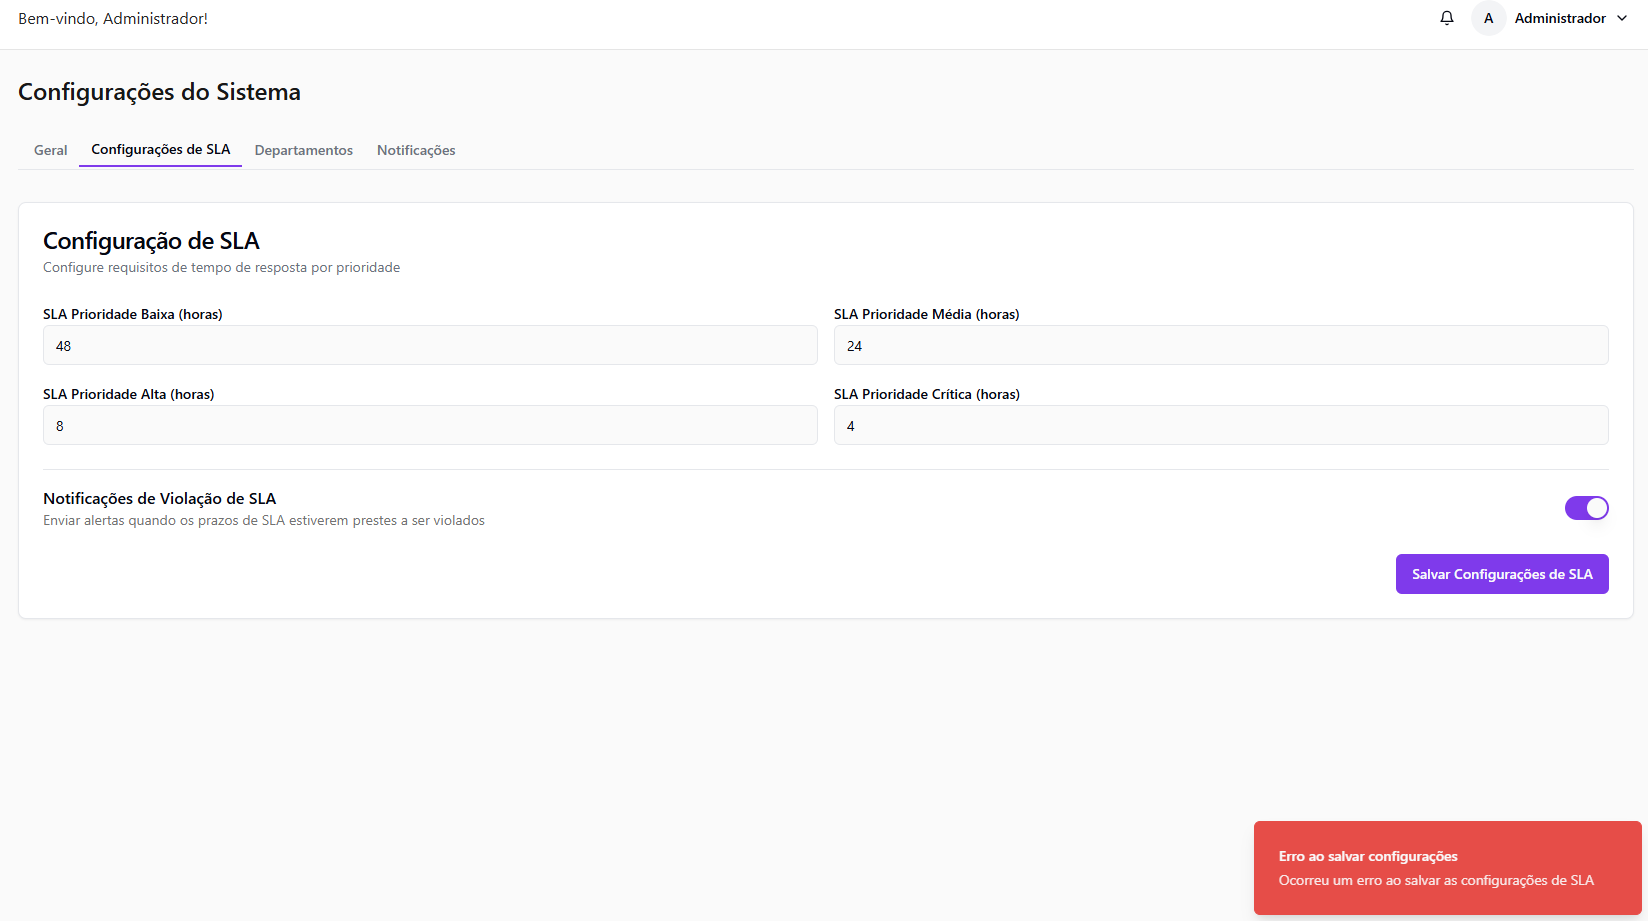 Bem-vindo, Administrador!
A
Administrador
Configurações do Sistema
Geral
Configurações de SLA
Departamentos
Notificações
Configuração de SLA
Configure requisitos de tempo de resposta por prioridade
SLA Prioridade Baixa (horas)
48
SLA Prioridade Média (horas)
24
SLA Prioridade Alta (horas)
8
SLA Prioridade Crítica (horas)
4
Notificações de Violação de SLA
Enviar alertas quando os prazos de SLA estiverem prestes a ser violados
Salvar Configurações de SLA
Erro ao salvar configurações
Ocorreu um erro ao salvar as configurações de SLA